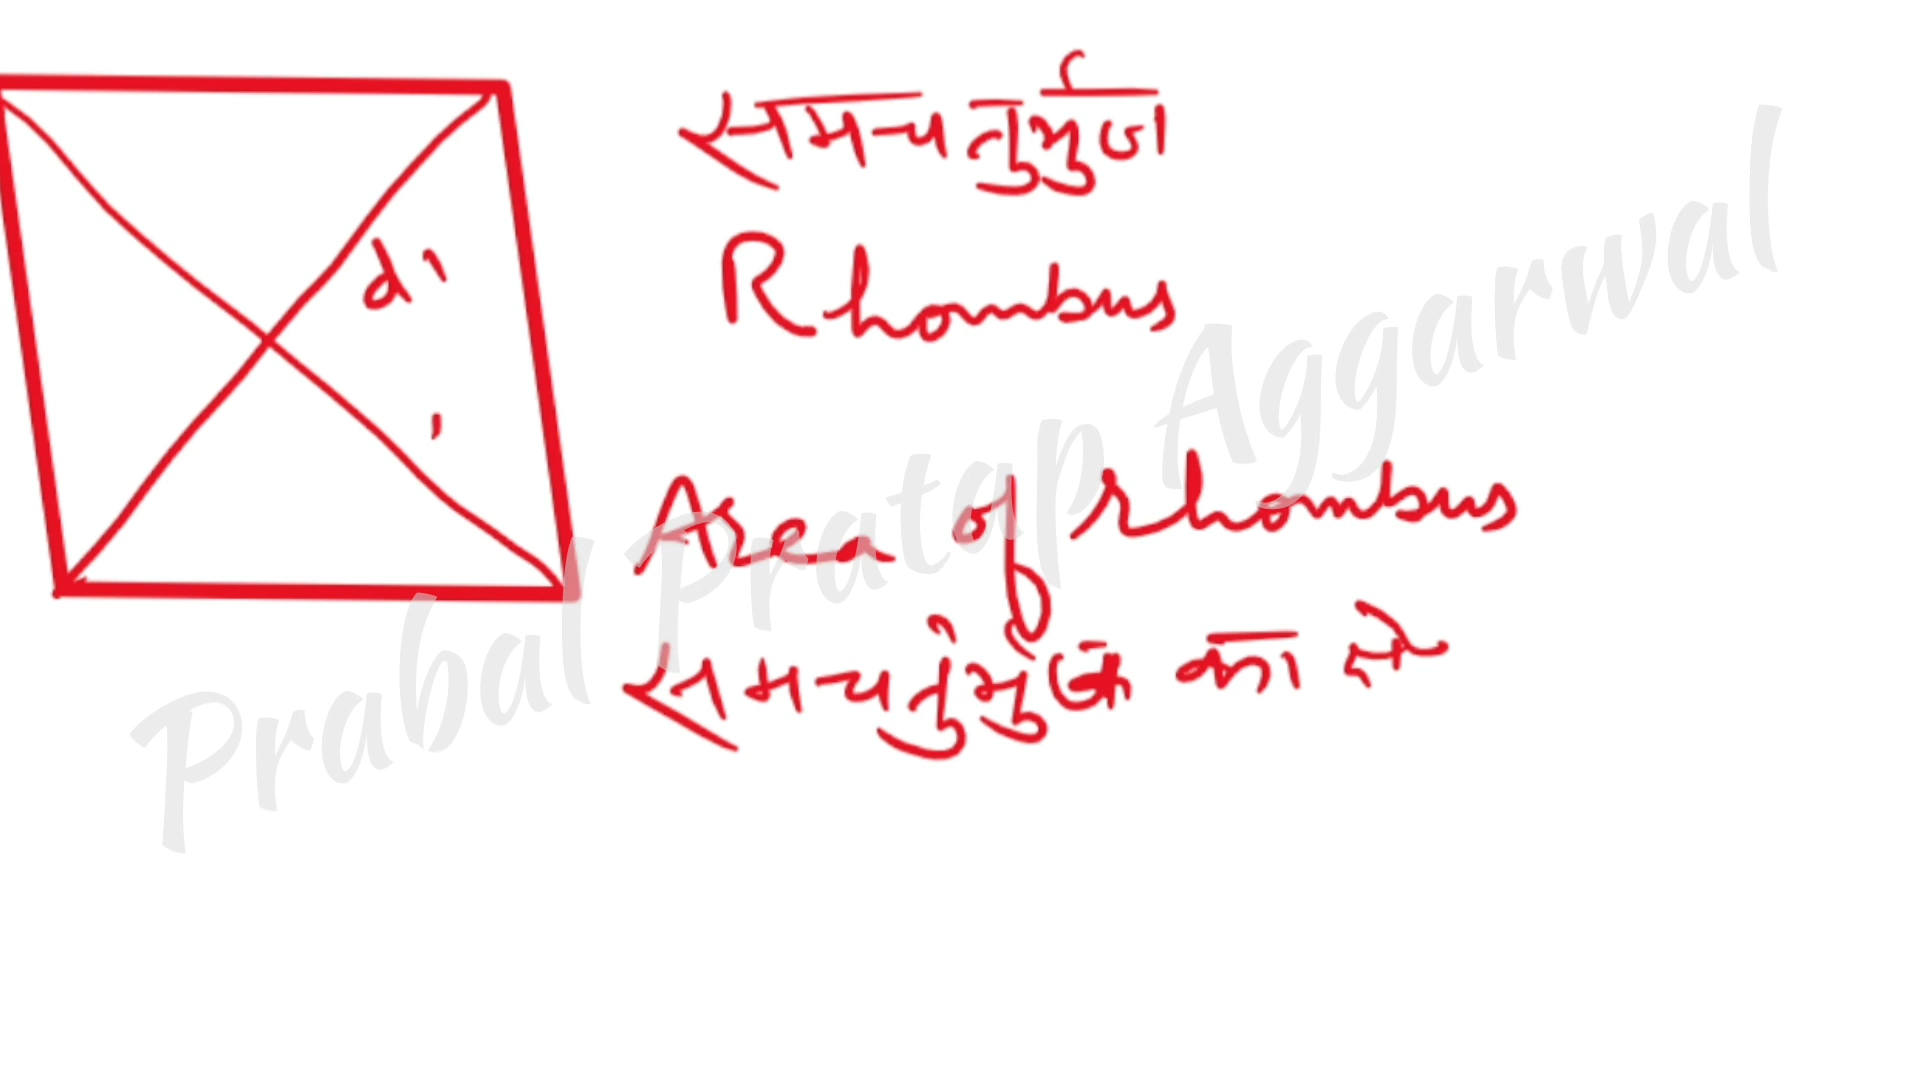 समचतुर्भुज
Rhombus
d1
Area of rhombus
समचतुर्भुज का क्षे
Prabal Pratap Aggarwal